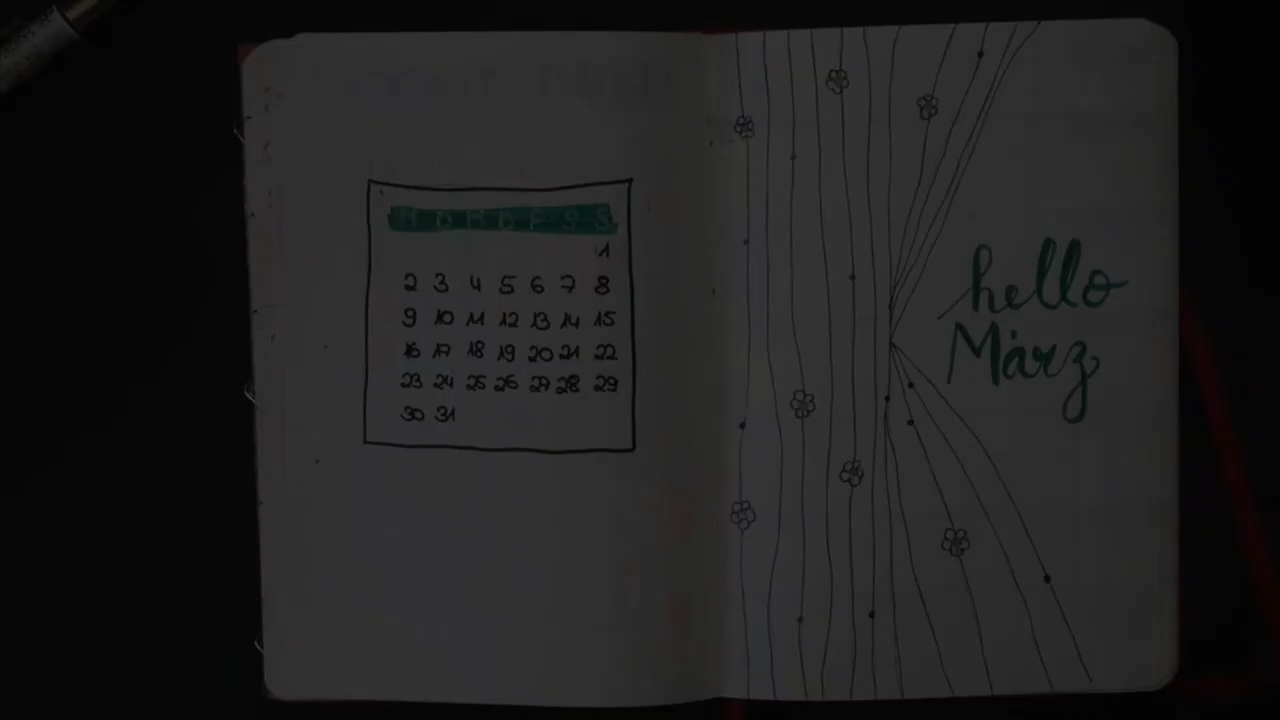 M D M D F S S
1
2 3 4 5 6 7 8
9 10 11 12 13 14 15
16 17 18 19 20 21 22
23 24 25 26 27 28 29
30 31
hello
März